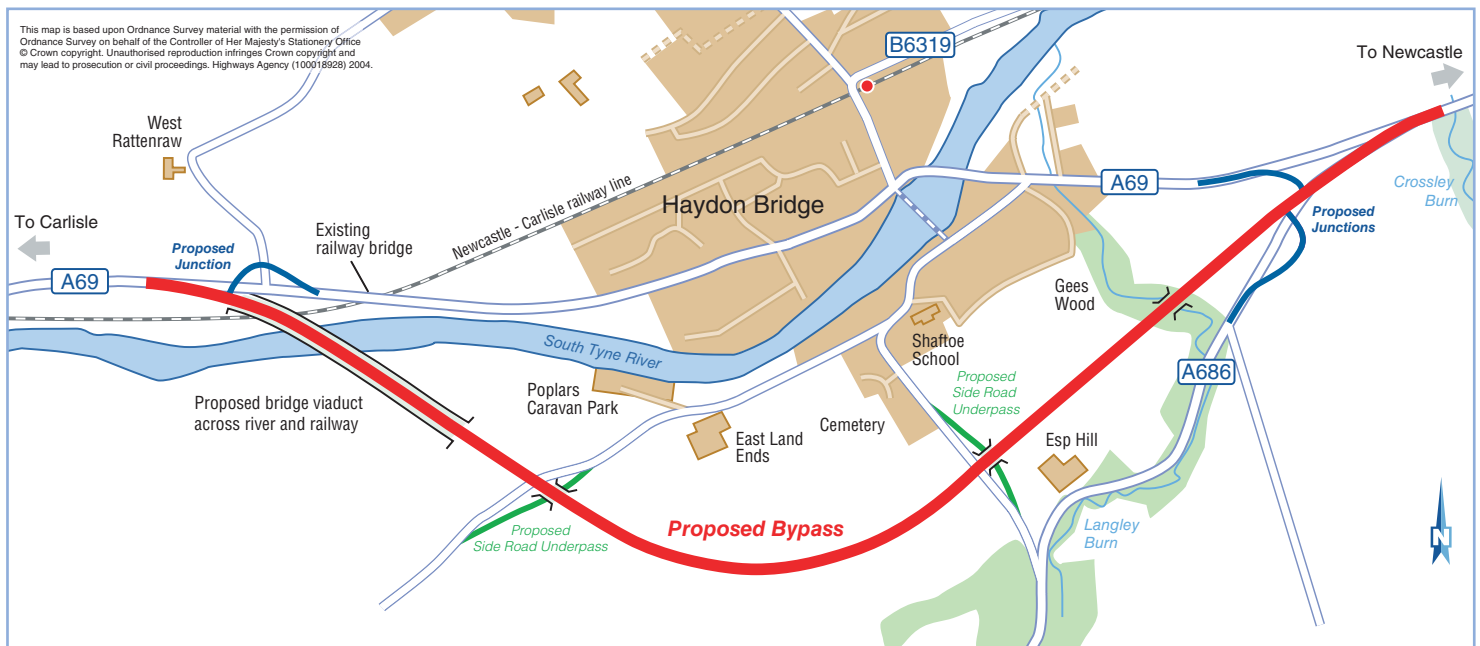 This map is based upon Ordnance Survey material with the permission of
Ordnance Survey on behalf of the Controller of Her Majesty's Stationery Office
© Crown copyright. Unauthorised reproduction infringes Crown copyright and
may lead to prosecution or civil proceedings. Highways Agency (100018928) 2004.
B6319
To Newcastle
West
Rattenraw
Crossley
Burn
A69
Haydon Bridge
Newcastle - Carlisle railway line
To Carlisle
Existing
railway bridge
Proposed
Junction
Proposed
Junctions
A69
Gees
Wood
South Tyne River
Shaftoe
School
A686
Proposed
Side Road
Underpass
Poplars
Caravan Park
Proposed bridge viaduct
across river and railway
Cemetery
East Land
Ends
Esp Hill
Proposed Bypass
Proposed
Side Road Underpass
Langley
Burn
N